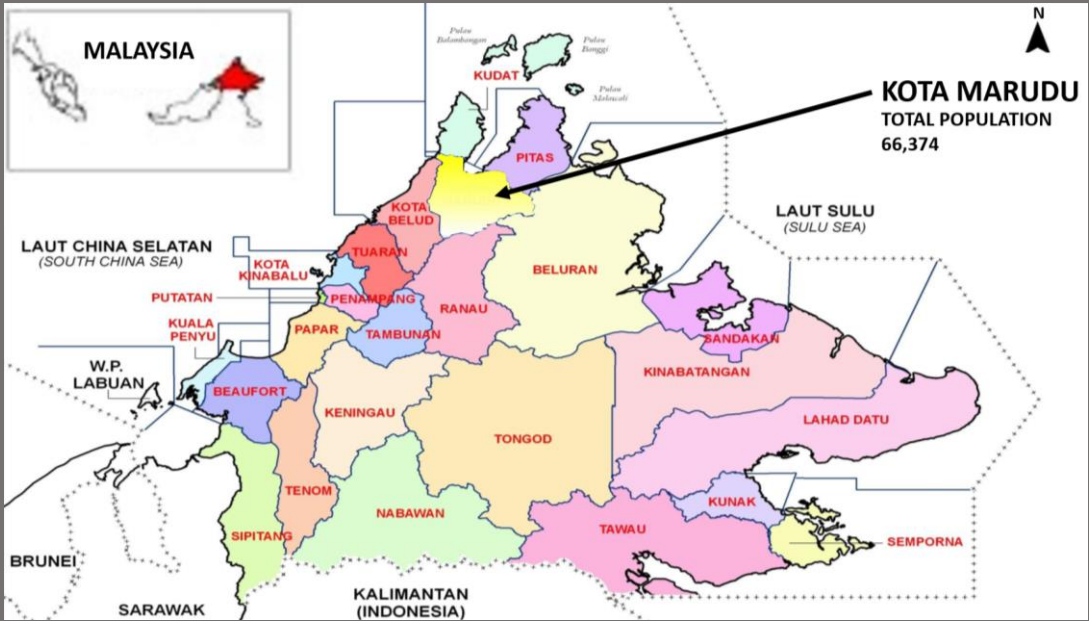 MALAYSIA
N
Pulau
Balambangan
Pulau
Banggi
KUDAT
Pulau
Malawali
KOTA MARUDU
TOTAL POPULATION
66,374
PITAS
KOTA
BELUD
LAUT SULU
(SULU SEA)
LAUT CHINA SELATAN
(SOUTH CHINA SEA)
TUARAN
KOTA
KINABALU
BELURAN
PUTATAN
PENAMPANG
RANAU
KUALA
PENYU
PAPAR
TAMBUNAN
SANDAKAN
W.P.
LABUAN
KINABATANGAN
BEAUFORT
KENINGAU
LAHAD DATU
TONGOD
TENOM
KUNAK
NABAWAN
TAWAU
SIPITANG
SEMPORNA
BRUNEI
KALIMANTAN
(INDONESIA)
SARAWAK